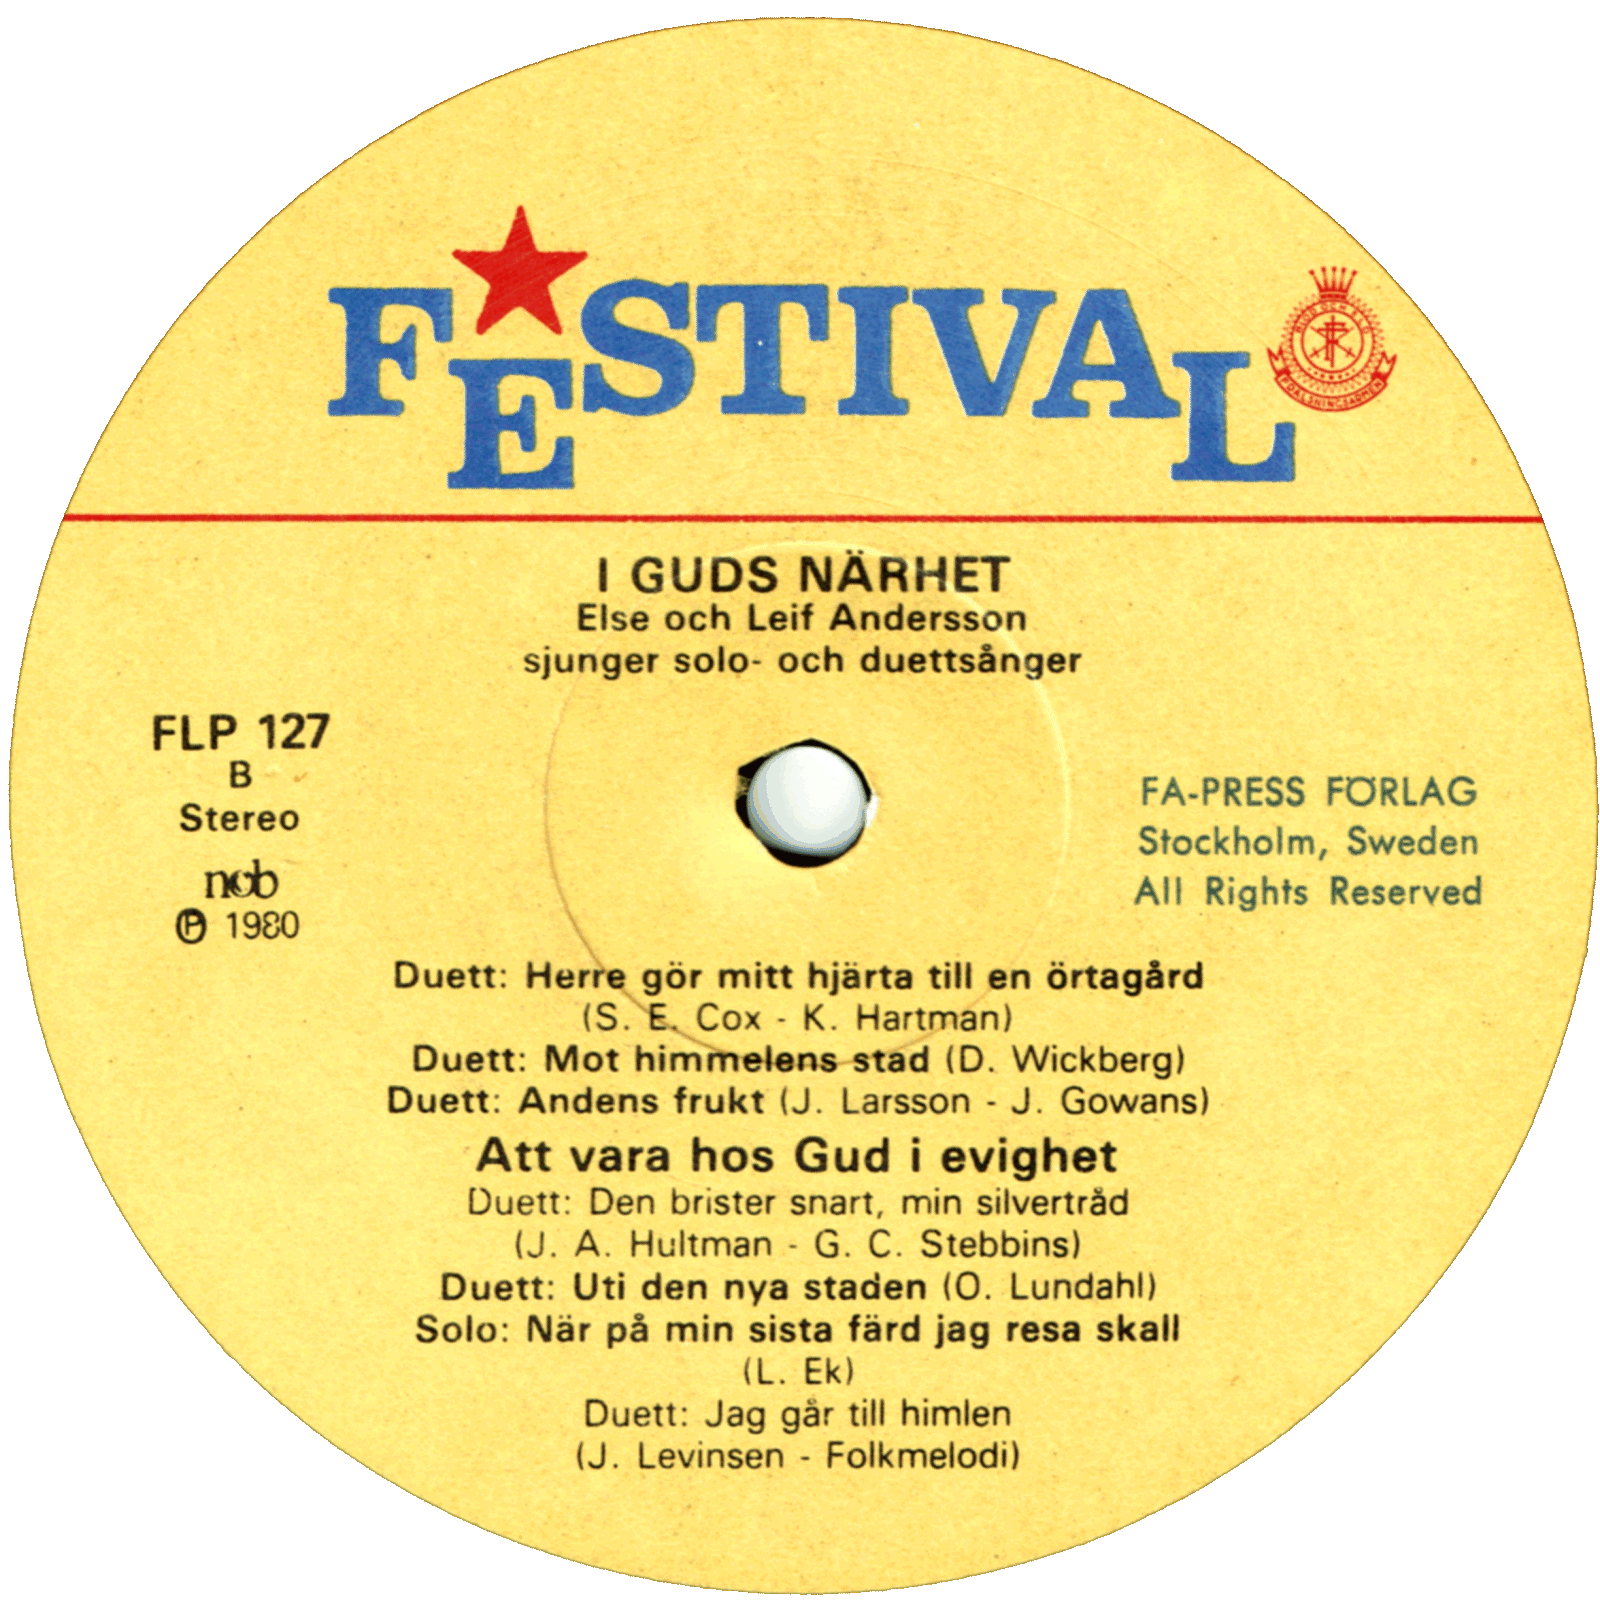 FESTIVAL
BLOD OCH ELD
FRÄLSNINGSARMÉN
I GUDS NÄRHET
Else och Leif Andersson
sjunger solo- och duettsånger
FLP 127
B
Stereo
ncb
℗ 1980
FA-PRESS FÖRLAG
Stockholm, Sweden
All Rights Reserved
Duett: Herre gör mitt hjärta till en örtagård
(S. E. Cox - K. Hartman)
Duett: Mot himmelens stad (D. Wickberg)
Duett: Andens frukt (J. Larsson - J. Gowans)
Att vara hos Gud i evighet
Duett: Den brister snart, min silvertråd
(J. A. Hultman - G. C. Stebbins)
Duett: Uti den nya staden (O. Lundahl)
Solo: När på min sista färd jag resa skall
(L. Ek)
Duett: Jag går till himlen
(J. Levinsen - Folkmelodi)